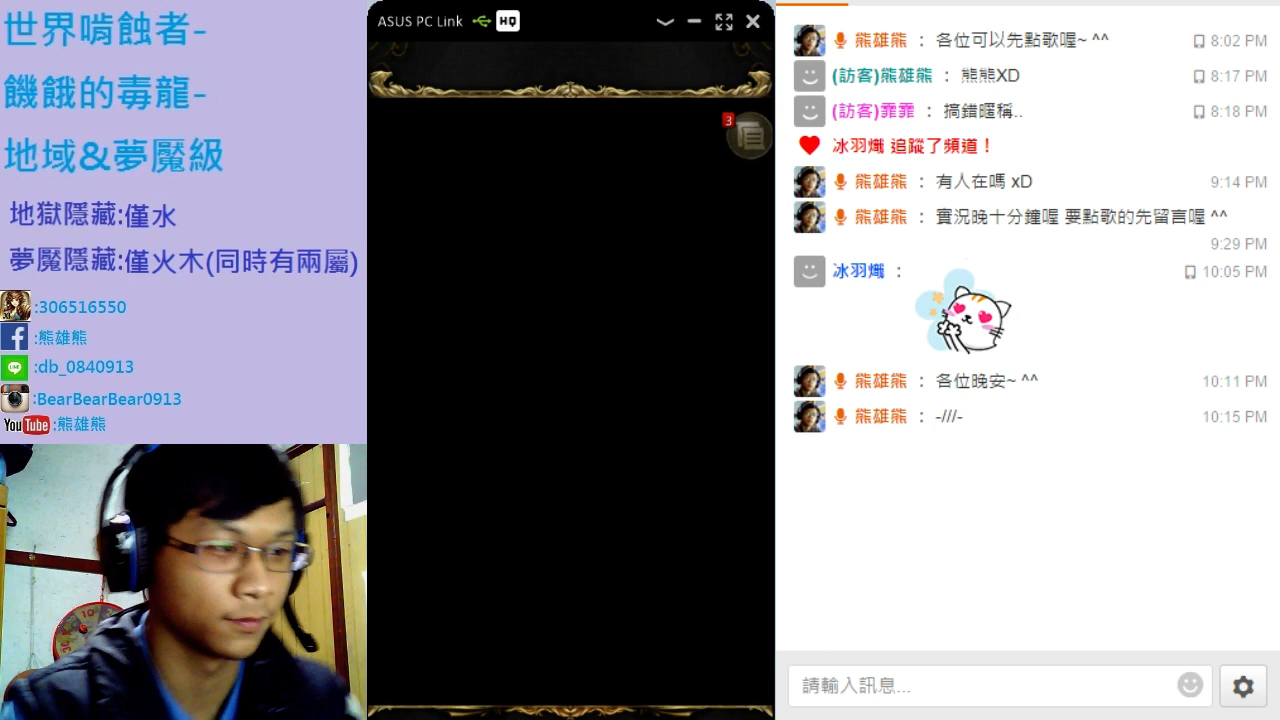 世界啃蝕者-
饑餓的毒龍-
地域&夢魘級
地獄隱藏:僅水
夢魘隱藏:僅火木(同時有兩屬)
:306516550
:熊雄熊
LINE
:db_0840913
:BearBearBear0913
YouTube :熊雄熊
10
30
ASUS PC Link HQ
3
熊雄熊 : 各位可以先點歌喔~ ^^ 8:02 PM
(訪客)熊雄熊 : 熊熊XD 8:17 PM
(訪客)霏霏 : 搞錯暱稱.. 8:18 PM
冰羽熾 追蹤了頻道！
熊雄熊 : 有人在嗎 xD 9:14 PM
熊雄熊 : 實況晚十分鐘喔 要點歌的先留言喔 ^^
9:29 PM
冰羽熾 : 10:05 PM
熊雄熊 : 各位晚安~ ^^ 10:11 PM
熊雄熊 : -///- 10:15 PM
請輸入訊息...